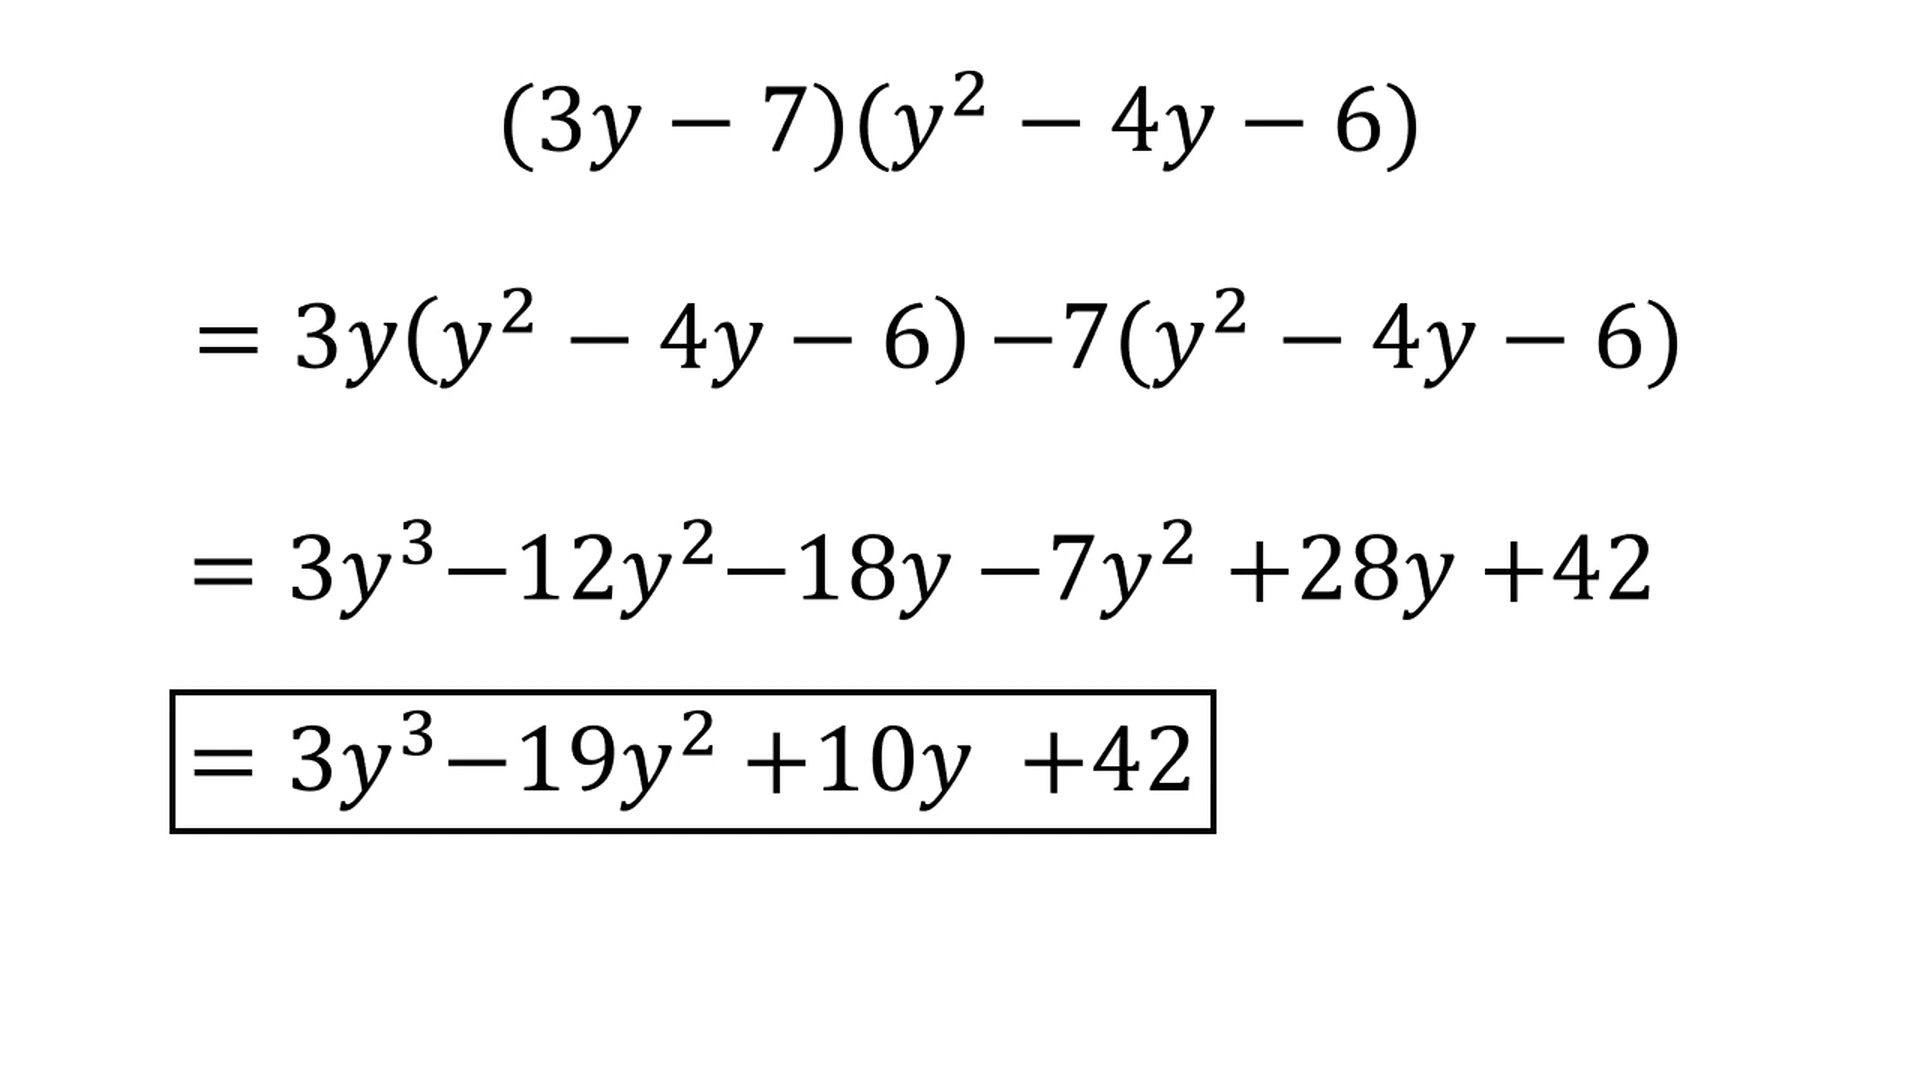 (3y − 7)(y² − 4y − 6)
= 3y(y² − 4y − 6) −7(y² − 4y − 6)
= 3y³−12y²−18y −7y² +28y +42
= 3y³−19y² +10y +42